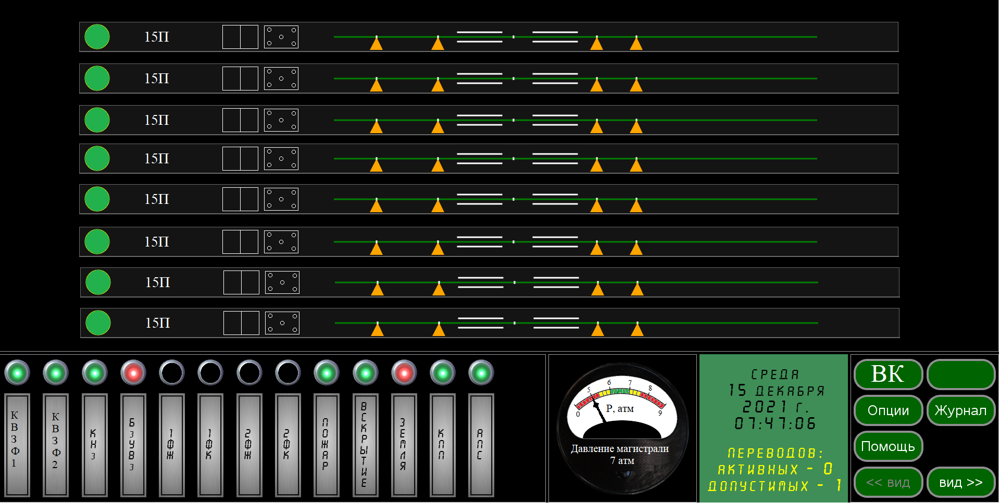 15П
15П
15П
15П
15П
15П
15П
15П
КВЗФ1
КВЗФ2
КНЗ
БЗУВЗ
1ФЖ
1ФК
2ФЖ
2ФК
ПОЖАР
ВСКРЫТИЕ
ЗЕМЛЯ
КПП
АПС
0 5 6 7 8 9
Р, атм
Давление магистрали
7 атм
СРЕДА
15 ДЕКАБРЯ
2021 Г.
07:47:06
ПЕРЕВОДОВ:
АКТИВНЫХ - 0
ДОПУСТИМЫХ - 1
ВК
Опции
Журнал
Помощь
<< вид
вид >>